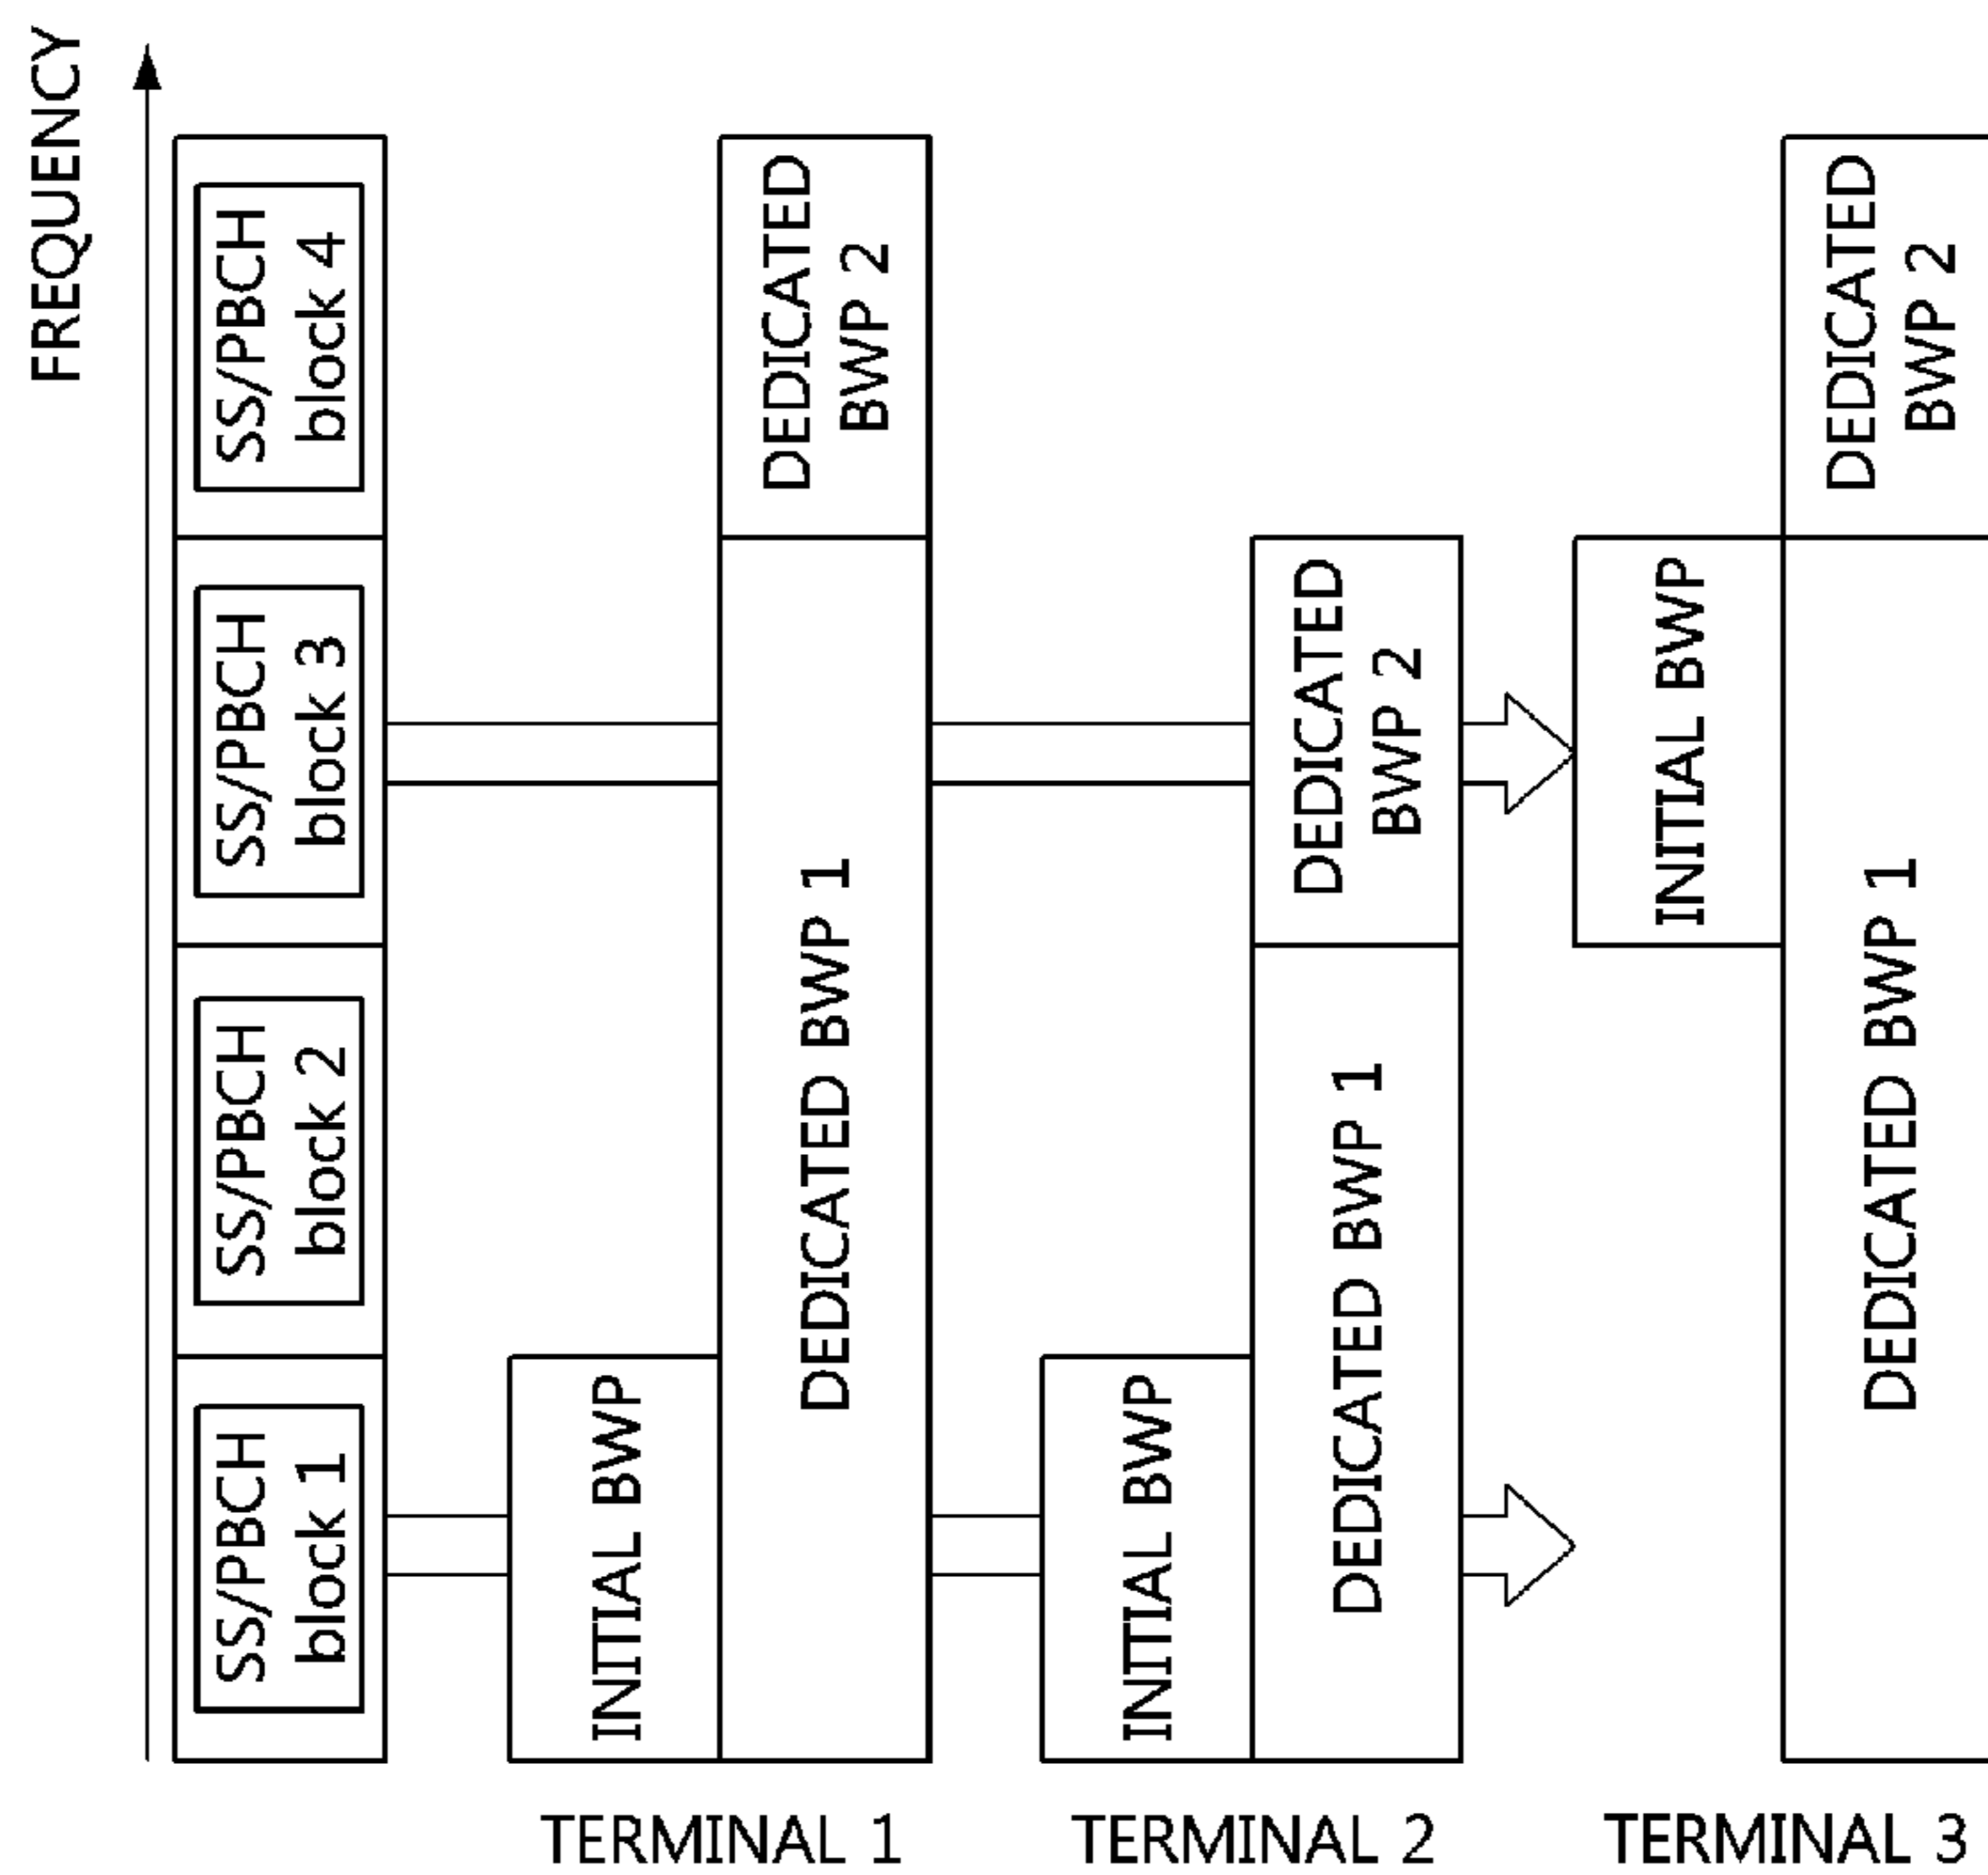 FREQUENCY
SS/PBCH
block 4
SS/PBCH
block 3
SS/PBCH
block 2
SS/PBCH
block 1
INITIAL BWP
DEDICATED
BWP 2
DEDICATED BWP 1
INITIAL BWP
DEDICATED
BWP 2
DEDICATED BWP 1
INITIAL BWP
DEDICATED
BWP 2
DEDICATED BWP 1
TERMINAL 1
TERMINAL 2
TERMINAL 3